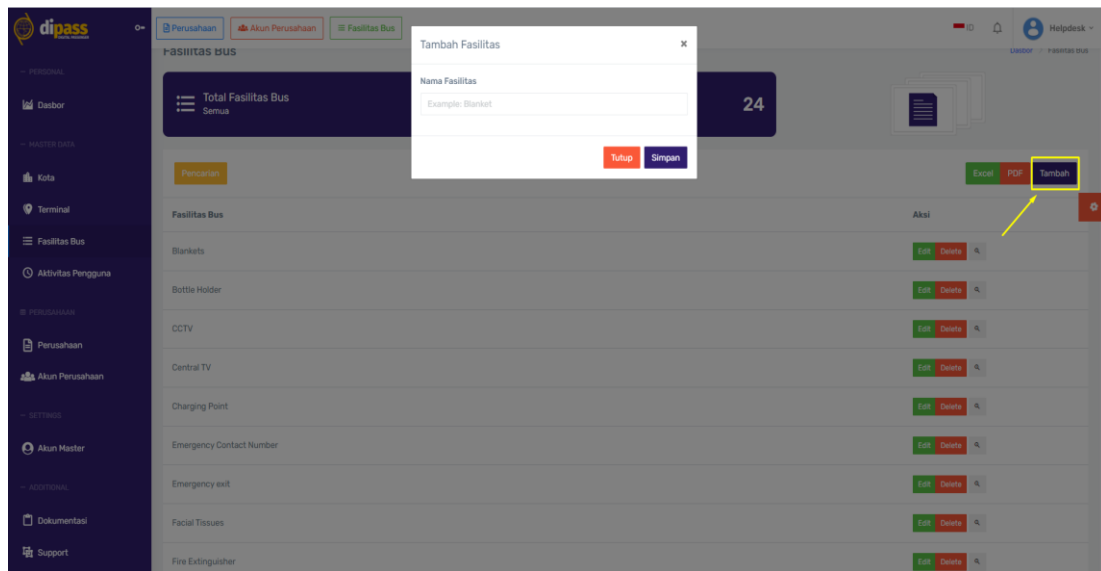 dipass
Perusahaan
Akun Perusahaan
Fasilitas Bus
ID
Helpdesk
Fasilitas Bus
Dasbor
Fasilitas Bus
Tambah Fasilitas
×
Nama Fasilitas
Example: Blanket
Tutup
Simpan
PERSONAL
Dasbor
MASTER DATA
Kota
Terminal
Fasilitas Bus
Aktivitas Pengguna
PERUSAHAAN
Perusahaan
Akun Perusahaan
SETTINGS
Akun Master
ADDITIONAL
Dokumentasi
Support
Total Fasilitas Bus
Semua
24
Pencarian
Excel
PDF
Tambah
Fasilitas Bus
Aksi
Blankets
Edit Delete
Bottle Holder
Edit Delete
CCTV
Edit Delete
Central TV
Edit Delete
Charging Point
Edit Delete
Emergency Contact Number
Edit Delete
Emergency exit
Edit Delete
Facial Tissues
Edit Delete
Fire Extinguisher
Edit Delete